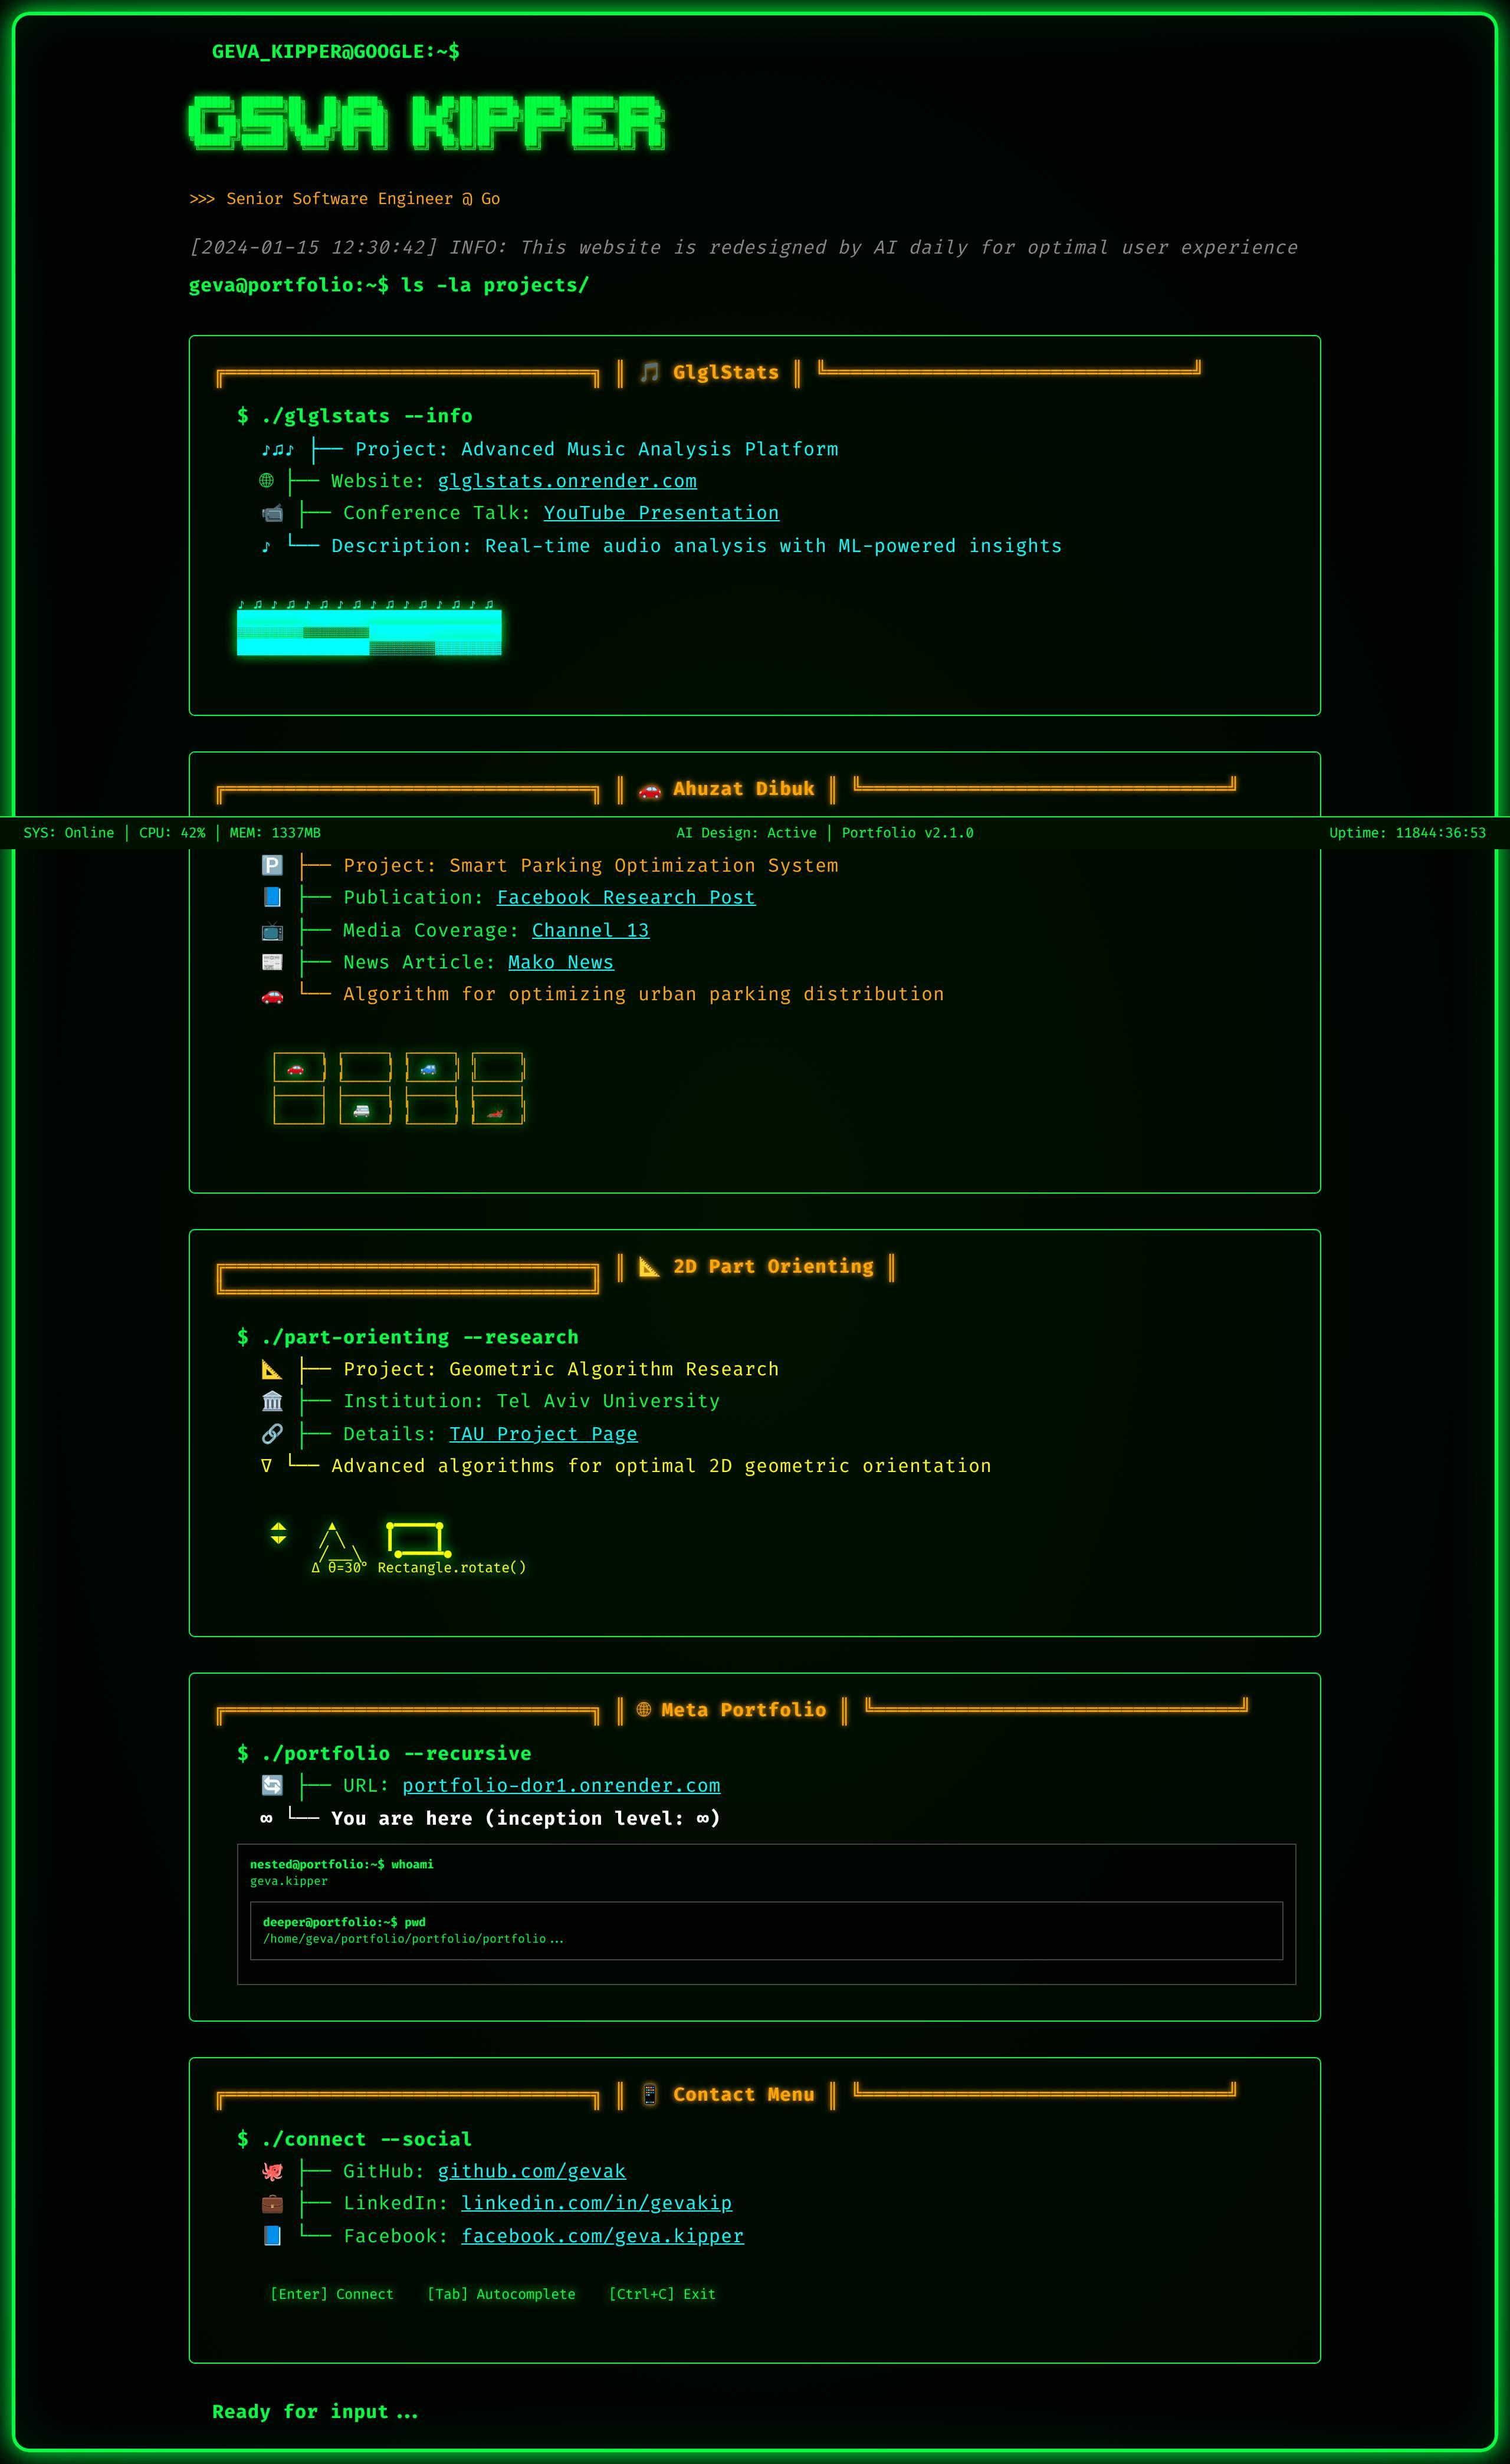 GEVA_KIPPER@GOOGLE:~$
GSVA KIPPER
>>> Senior Software Engineer @ Go
[2024-01-15 12:30:42] INFO: This website is redesigned by AI daily for optimal user experience
geva@portfolio:~$ ls -la projects/
╔════════════════════════════════╗ ║ 🎵 GlglStats ║ ╚════════════════════════════════╝
$ ./glglstats --info
♪♫♪ ├── Project: Advanced Music Analysis Platform
🌐 ├── Website: glglstats.onrender.com
📹 ├── Conference Talk: YouTube Presentation
♪ └── Description: Real-time audio analysis with ML-powered insights
♪ ♫ ♪ ♫ ♪ ♫ ♪ ♫ ♪ ♫ ♪ ♫ ♪ ♫ ♪ ♪
╔════════════════════════════════╗ ║ 🚗 Ahuzat Dibuk ║ ╚════════════════════════════════╝
SYS: Online | CPU: 42% | MEM: 1337MB
AI Design: Active | Portfolio v2.1.0
Uptime: 11844:36:53
🅿️ ├── Project: Smart Parking Optimization System
📘 ├── Publication: Facebook Research Post
📺 ├── Media Coverage: Channel 13
📰 ├── News Article: Mako News
🚗 └── Algorithm for optimizing urban parking distribution
╔════════════════════════════════╗ ║ 📐 2D Part Orienting ║
╚════════════════════════════════╝
$ ./part-orienting --research
📐 ├── Project: Geometric Algorithm Research
🏛️ ├── Institution: Tel Aviv University
🔗 ├── Details: TAU Project Page
∇ └── Advanced algorithms for optimal 2D geometric orientation
∆ θ=30° Rectangle.rotate()
╔════════════════════════════════╗ ║ 🌐 Meta Portfolio ║ ╚════════════════════════════════╝
$ ./portfolio --recursive
🔄 ├── URL: portfolio-dor1.onrender.com
∞ └── You are here (inception level: ∞)
nested@portfolio:~$ whoami
geva.kipper
deeper@portfolio:~$ pwd
/home/geva/portfolio/portfolio/portfolio...
╔════════════════════════════════╗ ║ 📱 Contact Menu ║ ╚════════════════════════════════╝
$ ./connect --social
🐙 ├── GitHub: github.com/gevak
💼 ├── LinkedIn: linkedin.com/in/gevakip
📘 └── Facebook: facebook.com/geva.kipper
[Enter] Connect [Tab] Autocomplete [Ctrl+C] Exit
Ready for input...